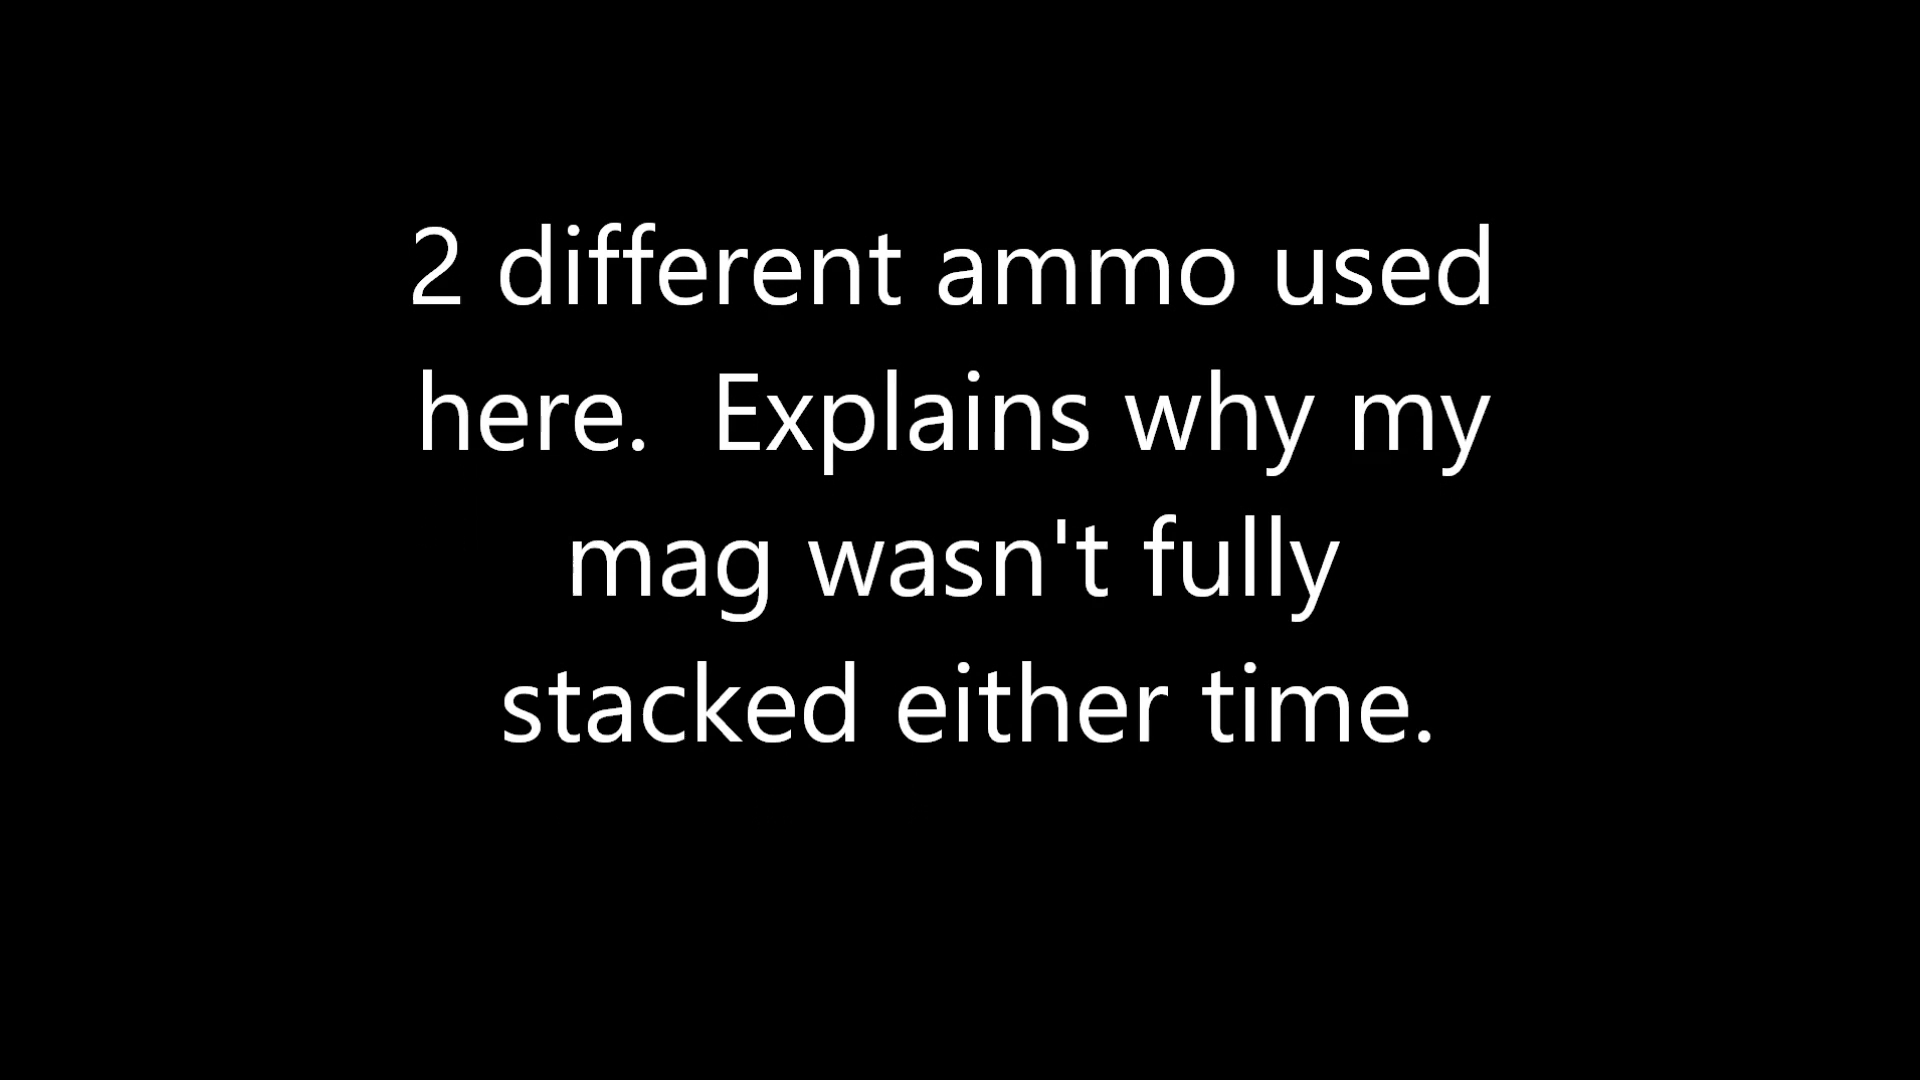 2 different ammo used
here.  Explains why my
mag wasn't fully
stacked either time.